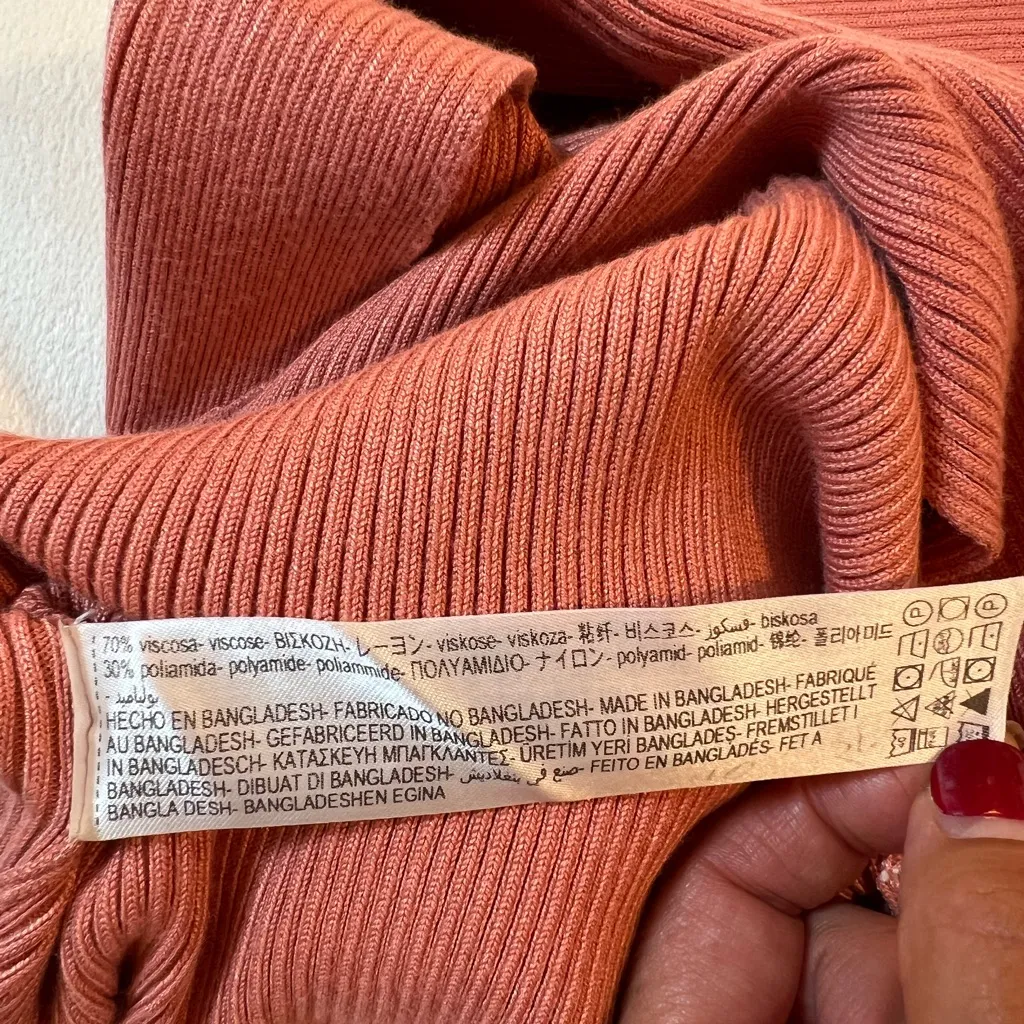 70% viscosa- viscose- ΒΙΣΚΟΖΗ- レーヨン- viskose- viskoza- 粘纤- 비스코스- فسكوز- biskosa
30% poliamida- polyamide- poliammide- ΠΟΛΥΑΜΙΔΙΟ- ナイロン- polyamid- poliamid- 锦纶- 폴리아미드
- بولياميد
HECHO EN BANGLADESH- FABRICADO NO BANGLADESH- MADE IN BANGLADESH- FABRIQUÉ
AU BANGLADESH- GEFABRICEERD IN BANGLADESH- FATTO IN BANGLADESH- HERGESTELLT
IN BANGLADESCH- ΚΑΤΑΣΚΕΥΗ ΜΠΑΓΚΛΑΝΤΕΣ- ÜRETİM YERİ BANGLADEŞ- FREMSTILLET I
BANGLADESH- DIBUAT DI BANGLADESH- صنع في بنغلاديش- FEITO EN BANGLADÉS- FET A
BANGLA DESH- BANGLADESHEN EGINA